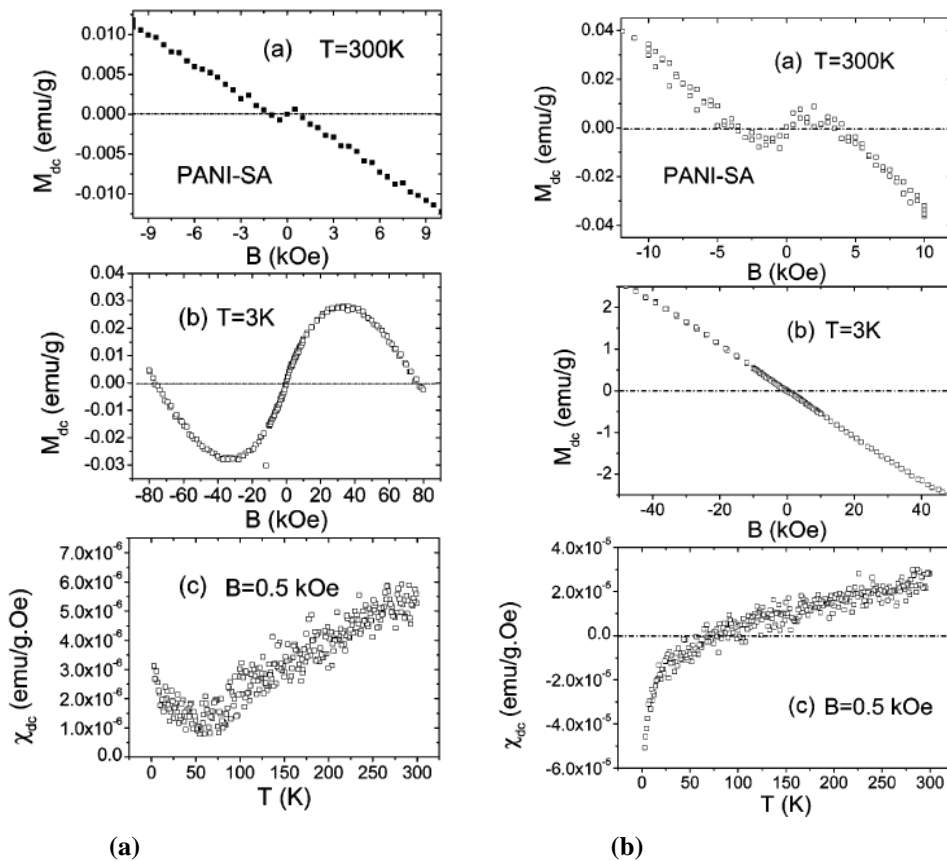 (a) T=300K
PANI-SA
M_dc (emu/g)
0.010
0.005
0.000
-0.005
-0.010
-9 -6 -3 0 3 6 9
B (kOe)
(b) T=3K
M_dc (emu/g)
0.04
0.03
0.02
0.01
0.00
-0.01
-0.02
-0.03
-80 -60 -40 -20 0 20 40 60 80
B (kOe)
(c) B=0.5 kOe
χ_dc (emu/g.Oe)
7.0x10⁻⁶
6.0x10⁻⁶
5.0x10⁻⁶
4.0x10⁻⁶
3.0x10⁻⁶
2.0x10⁻⁶
1.0x10⁻⁶
0.0
0 50 100 150 200 250 300
T (K)
(a)
(a) T=300K
PANI-SA
M_dc (emu/g)
0.04
0.02
0.00
-0.02
-0.04
-10 -5 0 5 10
B (kOe)
(b) T=3K
M_dc (emu/g)
2
1
0
-1
-2
-40 -20 0 20 40
B (kOe)
(c) B=0.5 kOe
χ_dc (emu/g.Oe)
4.0x10⁻⁵
2.0x10⁻⁵
0.0
-2.0x10⁻⁵
-4.0x10⁻⁵
-6.0x10⁻⁵
0 50 100 150 200 250 300
T (K)
(b)